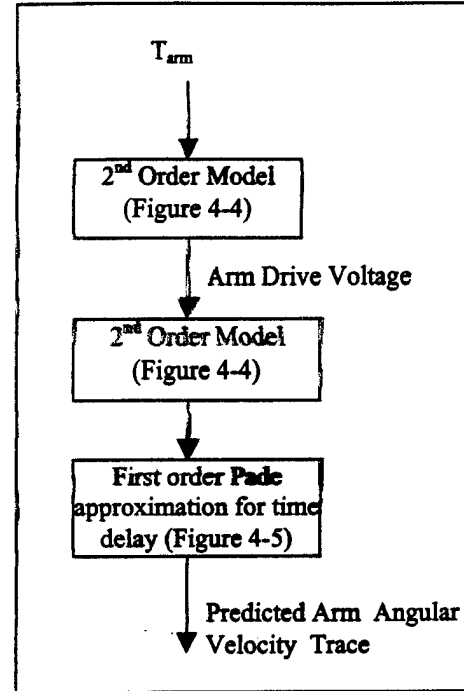 T_arm
2nd Order Model
(Figure 4-4)
Arm Drive Voltage
2nd Order Model
(Figure 4-4)
First order Pade
approximation for time
delay (Figure 4-5)
Predicted Arm Angular
Velocity Trace